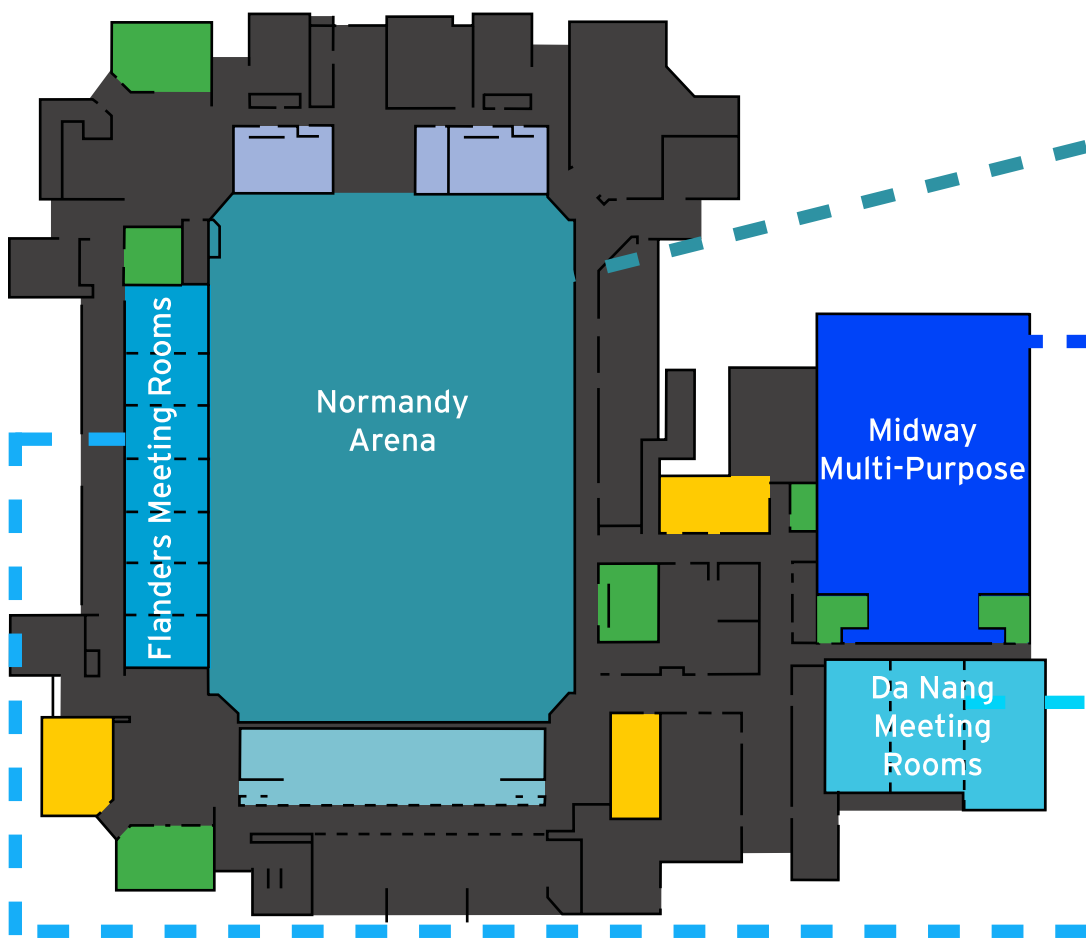 Flanders Meeting Rooms
Normandy
Arena
Midway
Multi-Purpose
Da Nang
Meeting
Rooms